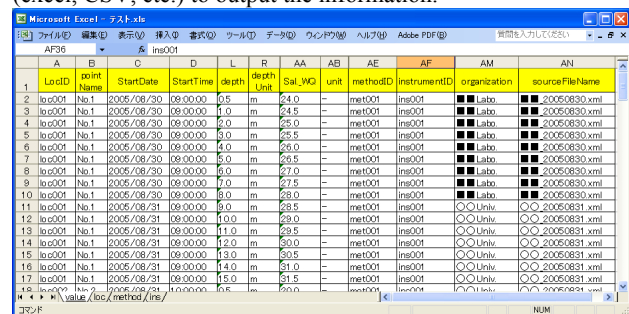 (excel, CSV, etc.) to output the information.
Microsoft Excel - テスト.xls
ファイル(F) 編集(E) 表示(V) 挿入(I) 書式(O) ツール(T) データ(D) ウィンドウ(W) ヘルプ(H) Adobe PDF(B) 質問を入力してください
AF36 fx ins001
A B C D L R AA AB AE AF AM AN
1 LocID point Name StartDate StartTime depth depth Unit Sal_WQ unit methodID instrumentID organization sourceFileName
2 loc001 No.1 2005/08/30 09:00:00 0.5 m 24.0 - met001 ins001 ■■Labo. ■■_20050830.xml
3 loc001 No.1 2005/08/30 09:00:00 1.0 m 24.5 - met001 ins001 ■■Labo. ■■_20050830.xml
4 loc001 No.1 2005/08/30 09:00:00 2.0 m 25.0 - met001 ins001 ■■Labo. ■■_20050830.xml
5 loc001 No.1 2005/08/30 09:00:00 3.0 m 25.5 - met001 ins001 ■■Labo. ■■_20050830.xml
6 loc001 No.1 2005/08/30 09:00:00 4.0 m 26.0 - met001 ins001 ■■Labo. ■■_20050830.xml
7 loc001 No.1 2005/08/30 09:00:00 5.0 m 26.5 - met001 ins001 ■■Labo. ■■_20050830.xml
8 loc001 No.1 2005/08/30 09:00:00 6.0 m 27.0 - met001 ins001 ■■Labo. ■■_20050830.xml
9 loc001 No.1 2005/08/30 09:00:00 7.0 m 27.5 - met001 ins001 ■■Labo. ■■_20050830.xml
10 loc001 No.1 2005/08/30 09:00:00 8.0 m 28.0 - met001 ins001 ■■Labo. ■■_20050830.xml
11 loc001 No.1 2005/08/31 09:00:00 9.0 m 28.5 - met001 ins001 ○○Univ. ○○_20050831.xml
12 loc001 No.1 2005/08/31 09:00:00 10.0 m 29.0 - met001 ins001 ○○Univ. ○○_20050831.xml
13 loc001 No.1 2005/08/31 09:00:00 11.0 m 29.5 - met001 ins001 ○○Univ. ○○_20050831.xml
14 loc001 No.1 2005/08/31 09:00:00 12.0 m 30.0 - met001 ins001 ○○Univ. ○○_20050831.xml
15 loc001 No.1 2005/08/31 09:00:00 13.0 m 30.5 - met001 ins001 ○○Univ. ○○_20050831.xml
16 loc001 No.1 2005/08/31 09:00:00 14.0 m 31.0 - met001 ins001 ○○Univ. ○○_20050831.xml
17 loc001 No.1 2005/08/31 09:00:00 15.0 m 31.5 - met001 ins001 ○○Univ. ○○_20050831.xml
18 loc002 No.2 2005/08/31 10:00:00 0.5 m 20.0 - met001 ins001 ○○Univ. ○○_20050831.xml
value / loc / method / ins /
コマンド NUM